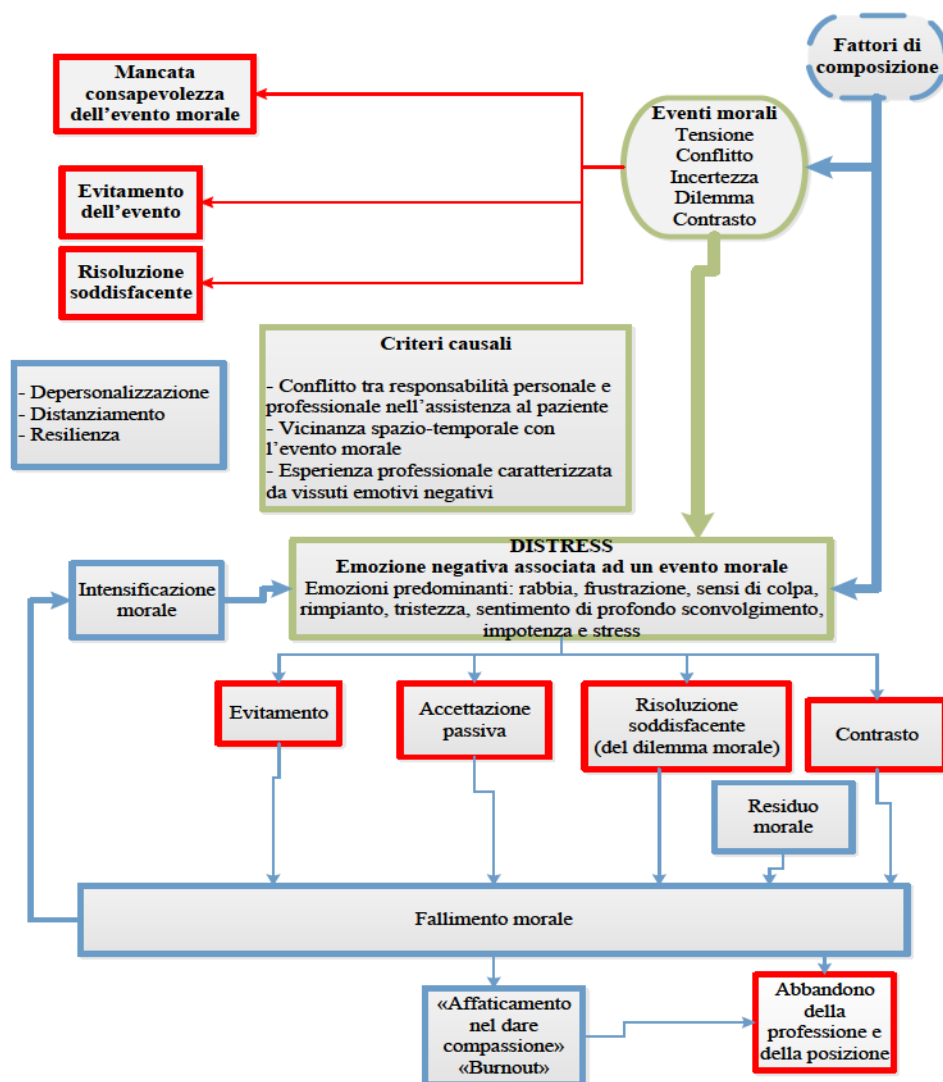 Fattori di
composizione
Mancata
consapevolezza
dell'evento morale
Eventi morali
Tensione
Conflitto
Incertezza
Dilemma
Contrasto
Evitamento
dell'evento
Risoluzione
soddisfacente
Criteri causali
- Conflitto tra responsabilità personale e
professionale nell'assistenza al paziente
- Vicinanza spazio-temporale con
l'evento morale
- Esperienza professionale caratterizzata
da vissuti emotivi negativi
- Depersonalizzazione
- Distanziamento
- Resilienza
DISTRESS
Emozione negativa associata ad un evento morale
Emozioni predominanti: rabbia, frustrazione, sensi di colpa,
rimpianto, tristezza, sentimento di profondo sconvolgimento,
impotenza e stress
Intensificazione
morale
Evitamento
Accettazione
passiva
Risoluzione
soddisfacente
(del dilemma morale)
Contrasto
Residuo
morale
Fallimento morale
«Affaticamento
nel dare
compassione»
«Burnout»
Abbandono
della
professione e
della posizione